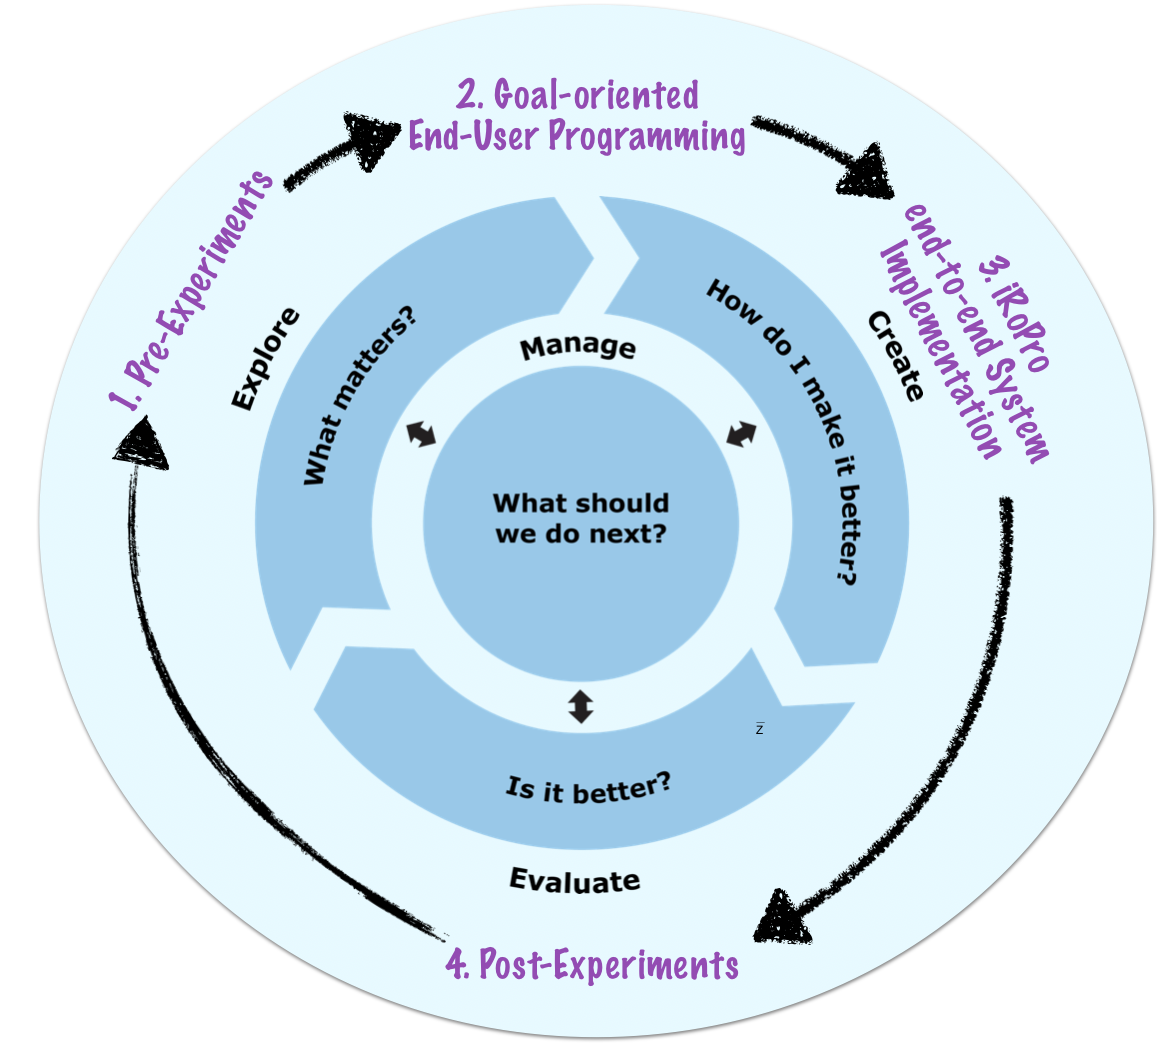 2. Goal-oriented
End-User Programming
1. Pre-Experiments
3. iRoPro
end-to-end System
Implementation
Explore
What matters?
Manage
How do I make it better?
Create
What should
we do next?
z̅
Is it better?
Evaluate
4. Post-Experiments